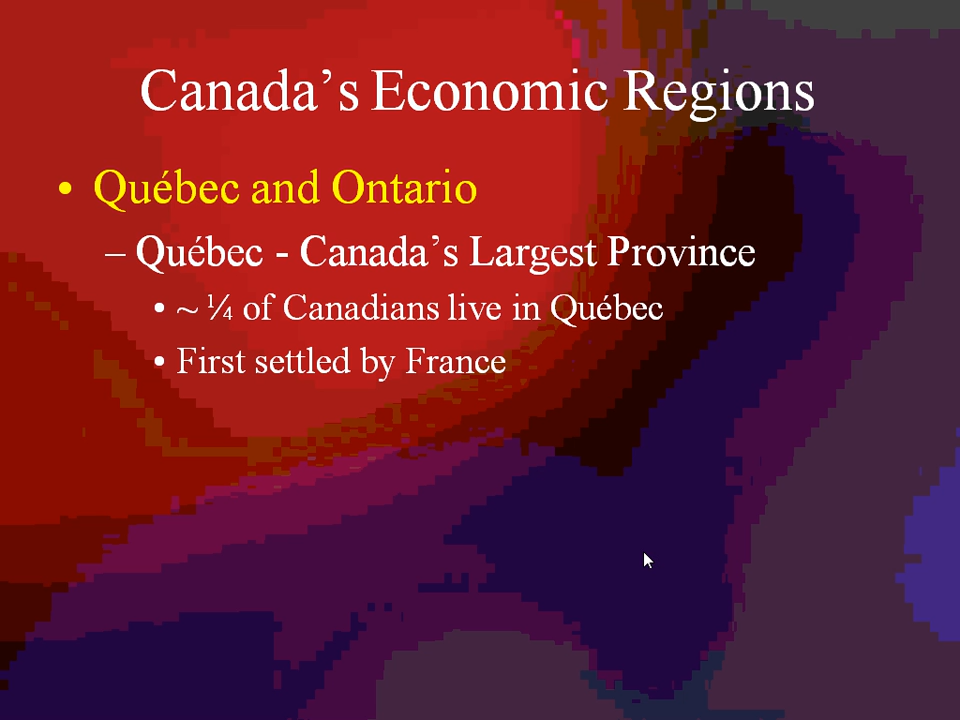 Canada’s Economic Regions
• Québec and Ontario
– Québec - Canada’s Largest Province
• ~ ¼ of Canadians live in Québec
• First settled by France